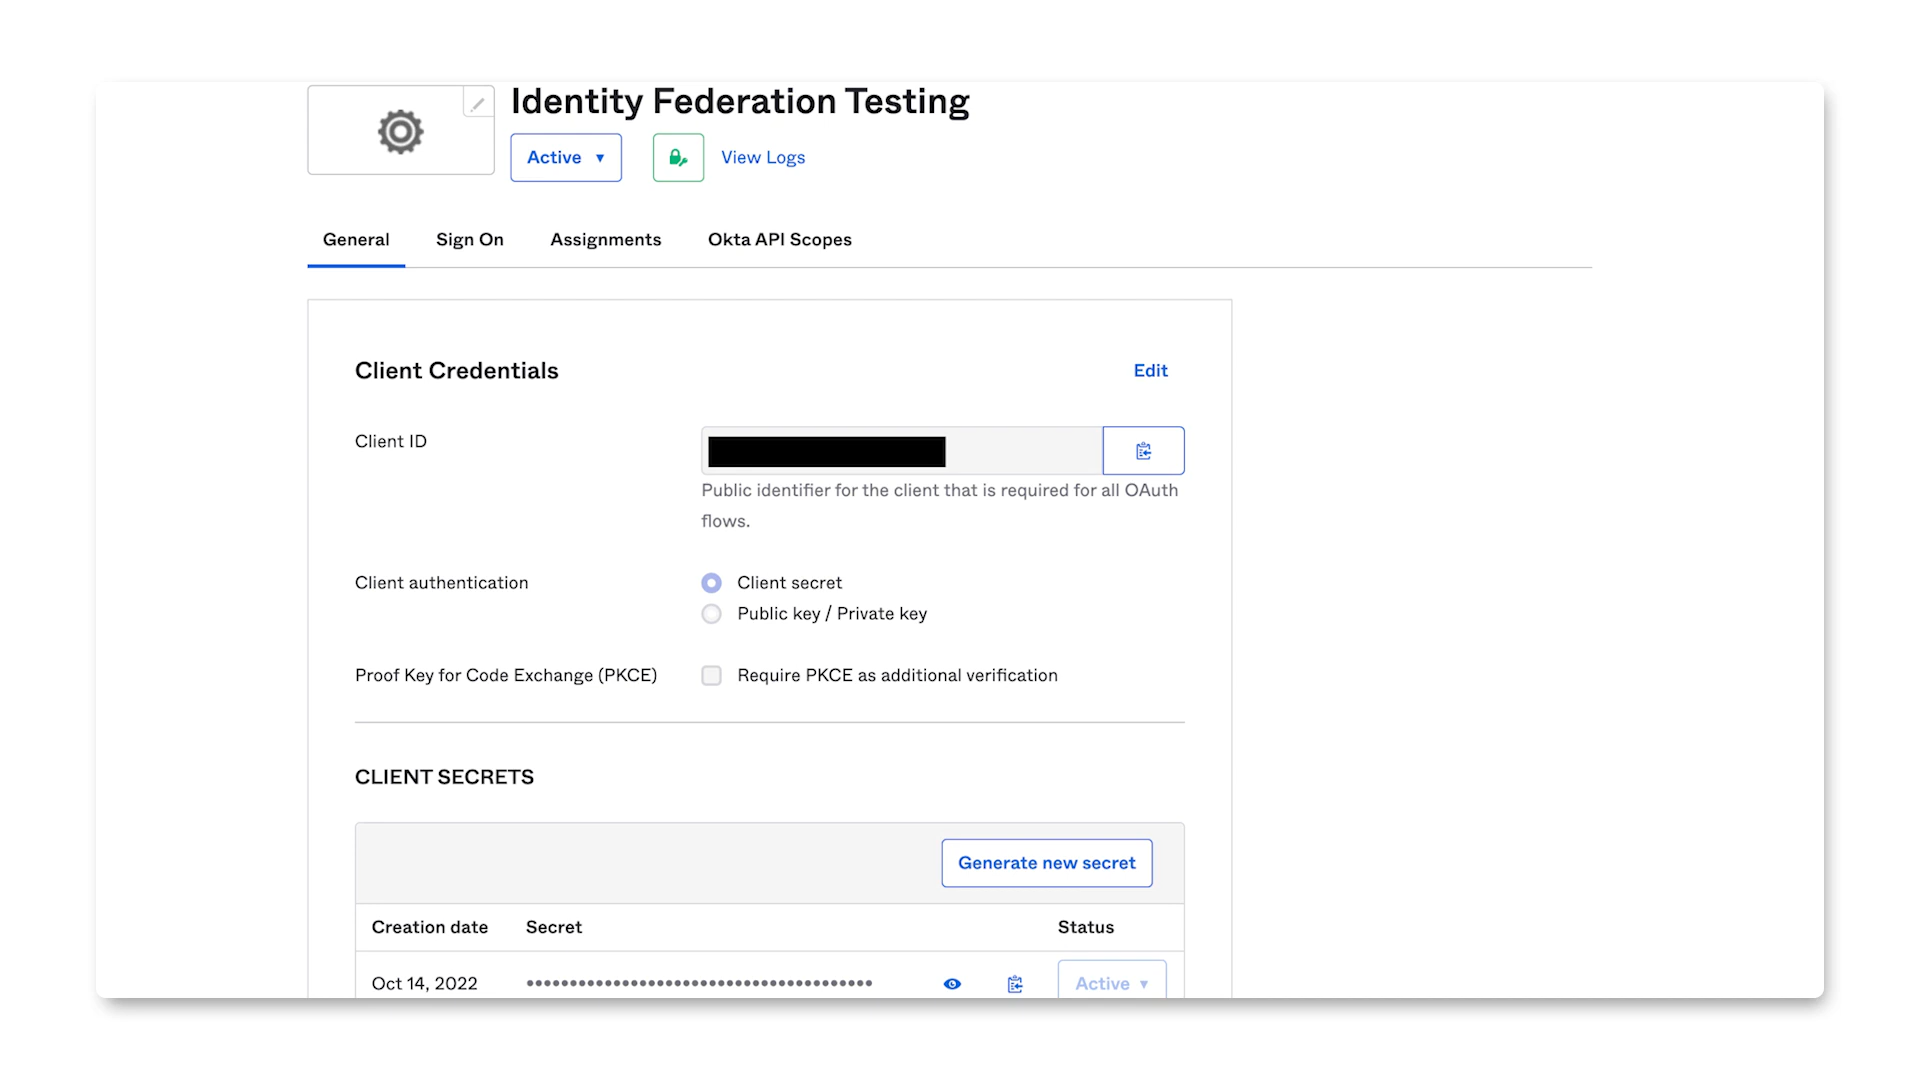 Identity Federation Testing
Active ▼
View Logs
General Sign On Assignments Okta API Scopes
Client Credentials Edit
Client ID
Public identifier for the client that is required for all OAuth
flows.
Client authentication Client secret
Public key / Private key
Proof Key for Code Exchange (PKCE) Require PKCE as additional verification
CLIENT SECRETS
Generate new secret
Creation date Secret Status
Oct 14, 2022 •••••••••••••••••••••••••••••••••••••••• Active ▼